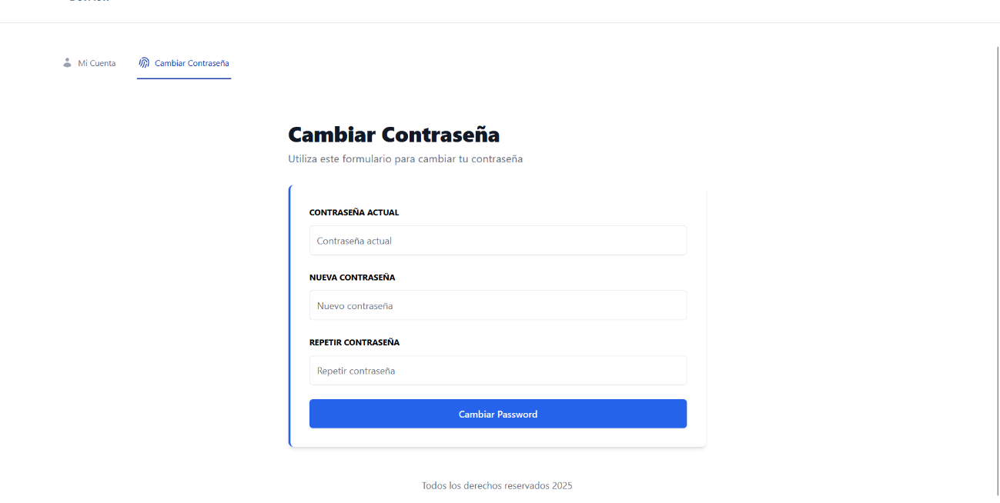 Mi Cuenta
Cambiar Contraseña
Cambiar Contraseña
Utiliza este formulario para cambiar tu contraseña
CONTRASEÑA ACTUAL
Contraseña actual
NUEVA CONTRASEÑA
Nuevo contraseña
REPETIR CONTRASEÑA
Repetir contraseña
Cambiar Password
Todos los derechos reservados 2025